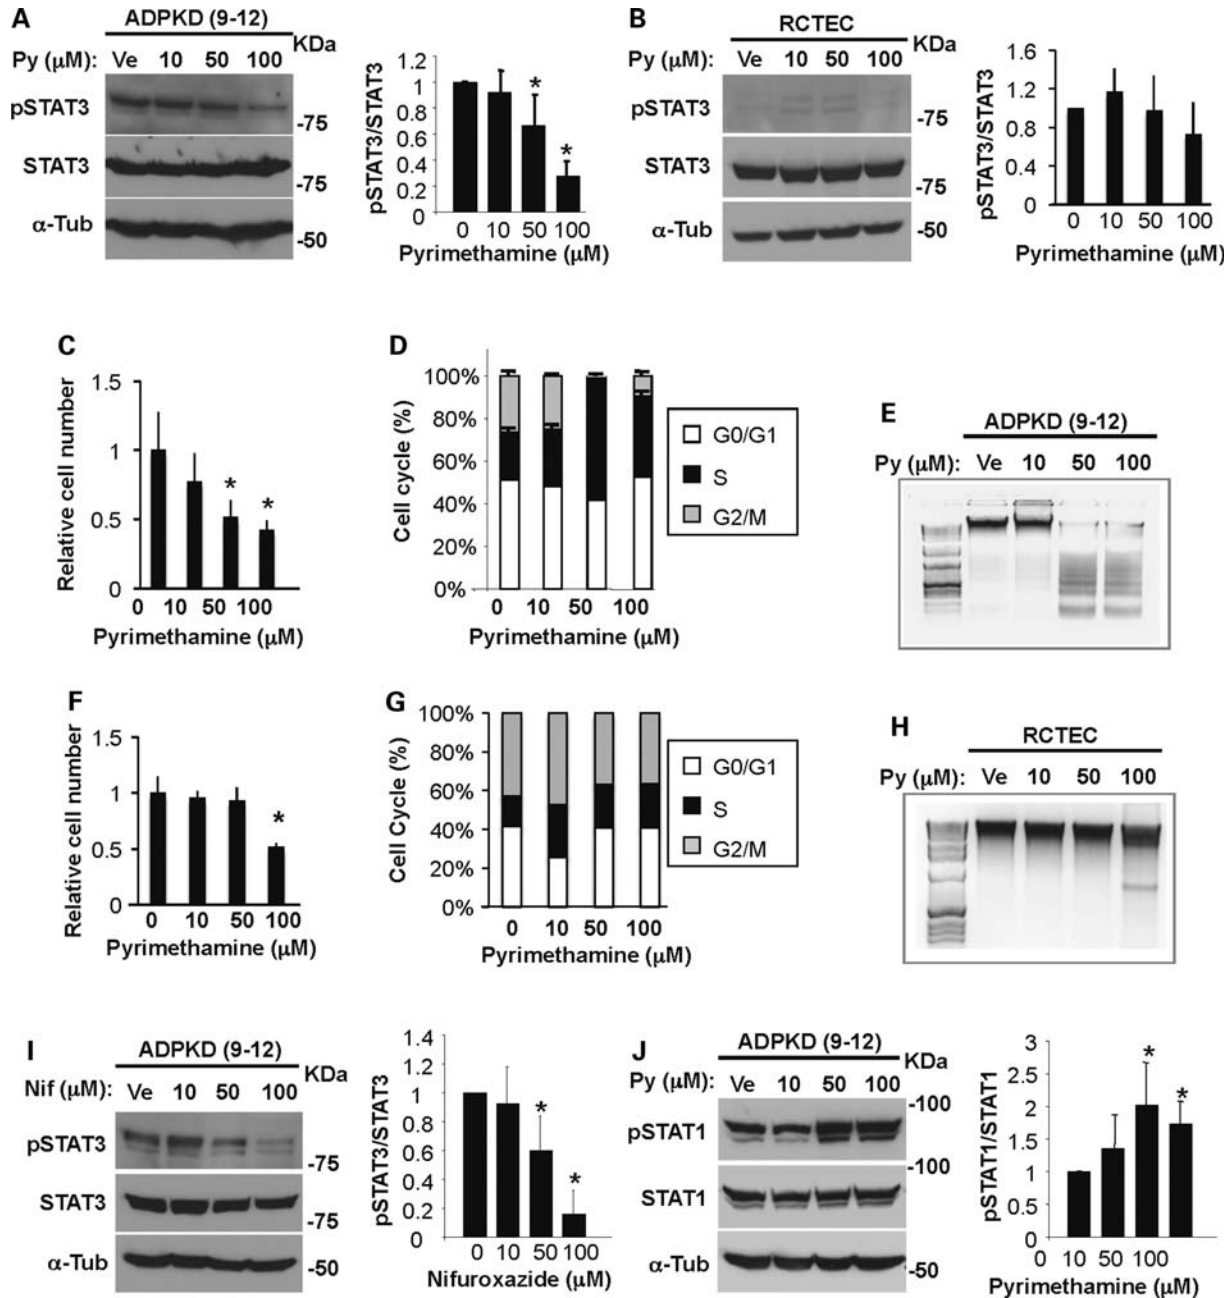 A
ADPKD (9-12)
Py (μM): Ve 10 50 100 KDa
pSTAT3
-75
STAT3
-75
α-Tub
-50
pSTAT3/STAT3
1.2
1
0.8
0.6
0.4
0.2
0
* *
0 10 50 100
Pyrimethamine (μM)
B
RCTEC
Py (μM): Ve 10 50 100
pSTAT3
-75
STAT3
-75
α-Tub
-50
pSTAT3/STAT3
1.6
1.2
0.8
0.4
0
0 10 50 100
Pyrimethamine (μM)
C
Relative cell number
1.5
1
0.5
0
* *
0 10 50 100
Pyrimethamine (μM)
D
Cell cycle (%)
100%
80%
60%
40%
20%
0%
0 10 50 100
Pyrimethamine (μM)
G0/G1
S
G2/M
E
ADPKD (9-12)
Py (μM): Ve 10 50 100
F
Relative cell number
1.5
1
0.5
0
*
0 10 50 100
Pyrimethamine (μM)
G
Cell Cycle (%)
100%
80%
60%
40%
20%
0%
0 10 50 100
Pyrimethamine (μM)
G0/G1
S
G2/M
H
RCTEC
Py (μM): Ve 10 50 100
I
ADPKD (9-12)
Nif (μM): Ve 10 50 100 KDa
pSTAT3
-75
STAT3
-75
α-Tub
-50
pSTAT3/STAT3
1.4
1.2
1
0.8
0.6
0.4
0.2
0
* *
0 10 50 100
Nifuroxazide (μM)
J
ADPKD (9-12)
Py (μM): Ve 10 50 100 KDa
-100
pSTAT1
-100
STAT1
α-Tub
-50
pSTAT1/STAT1
3
2.5
2
1.5
1
0.5
0
* *
0 10 50 100
Pyrimethamine (μM)